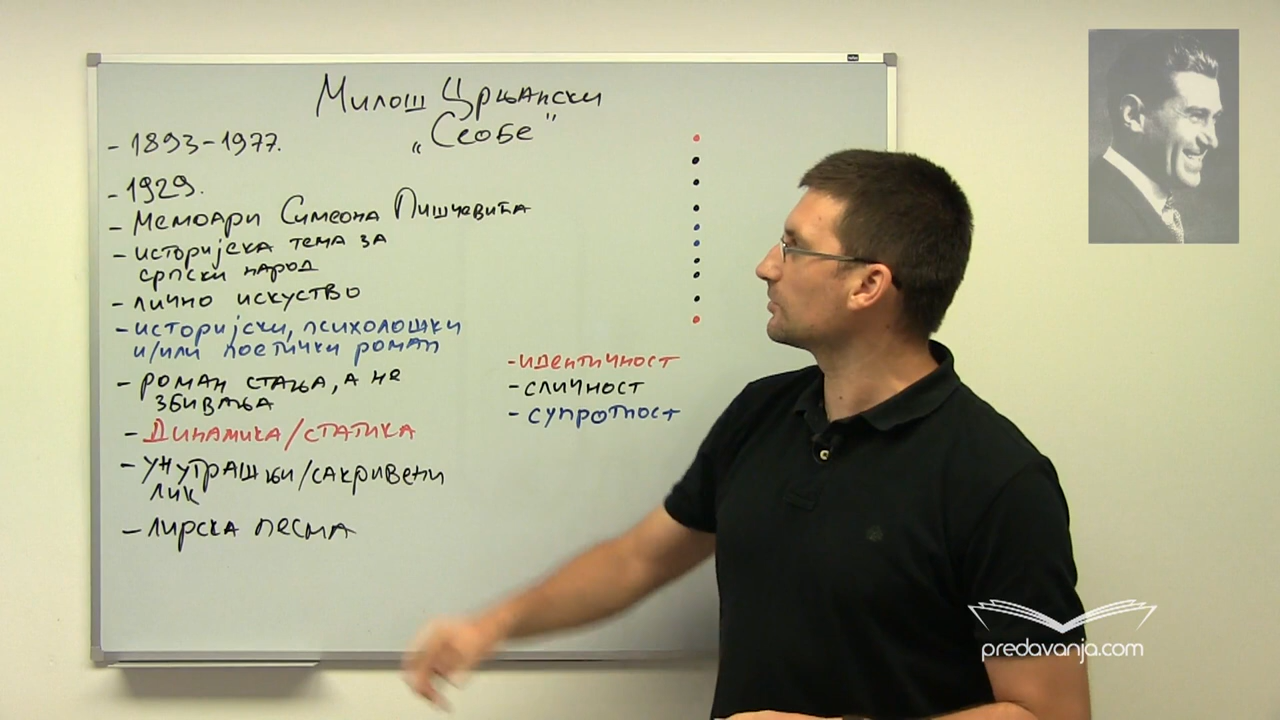 Милош Црњански
„Сеобе"
- 1893-1977.
- 1929.
- Мемоари Симеона Пишчевића
- историјска тема за
српски народ
- лично искуство
- историјски, психолошки
и/или поетички роман
- роман стања, а не
збивања
- Динамика/статика
- унутрашњи/сакривени
лик
- лирска песма
- идентичност
- сличност
- супротност
predavanja.com